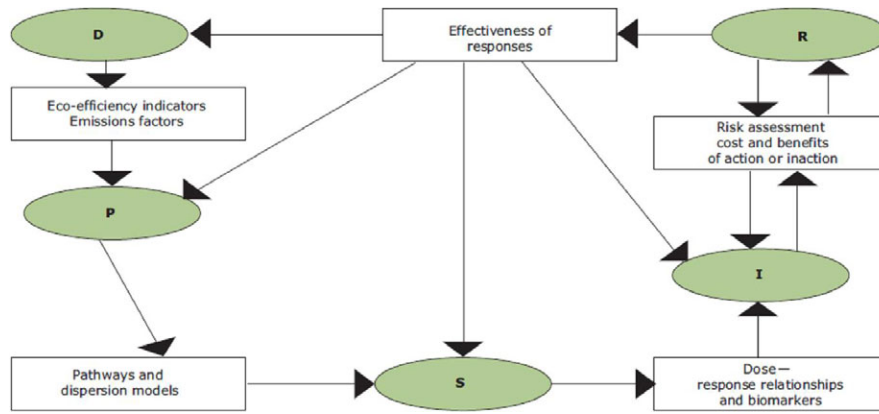 D
Effectiveness of
responses
R
Eco-efficiency indicators
Emissions factors
Risk assessment
cost and benefits
of action or inaction
P
I
Pathways and
dispersion models
S
Dose—
response relationships
and biomarkers